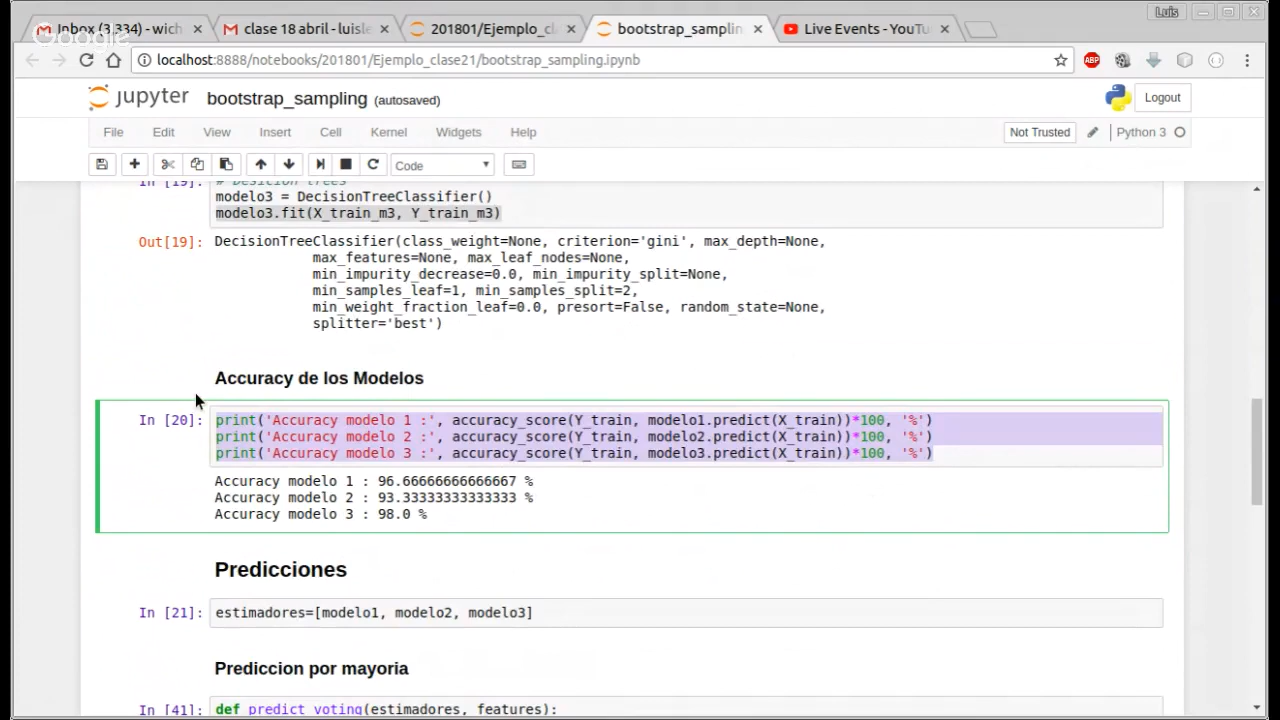 Luis
Inbox (3,334) - wich
clase 18 abril - luisle
201801/Ejemplo_cl
bootstrap_samplin
Live Events - YouTu
Google
localhost:8888/notebooks/201801/Ejemplo_clase21/bootstrap_sampling.ipynb
ABP
jupyter bootstrap_sampling (autosaved)
Logout
File Edit View Insert Cell Kernel Widgets Help
Not Trusted Python 3
Code
In [19]: # Desition trees
modelo3 = DecisionTreeClassifier()
modelo3.fit(X_train_m3, Y_train_m3)
Out[19]: DecisionTreeClassifier(class_weight=None, criterion='gini', max_depth=None,
max_features=None, max_leaf_nodes=None,
min_impurity_decrease=0.0, min_impurity_split=None,
min_samples_leaf=1, min_samples_split=2,
min_weight_fraction_leaf=0.0, presort=False, random_state=None,
splitter='best')
Accuracy de los Modelos
In [20]: print('Accuracy modelo 1 :', accuracy_score(Y_train, modelo1.predict(X_train))*100, '%')
print('Accuracy modelo 2 :', accuracy_score(Y_train, modelo2.predict(X_train))*100, '%')
print('Accuracy modelo 3 :', accuracy_score(Y_train, modelo3.predict(X_train))*100, '%')
Accuracy modelo 1 : 96.66666666666667 %
Accuracy modelo 2 : 93.33333333333333 %
Accuracy modelo 3 : 98.0 %
Predicciones
In [21]: estimadores=[modelo1, modelo2, modelo3]
Prediccion por mayoria
In [41]: def predict_voting(estimadores, features):